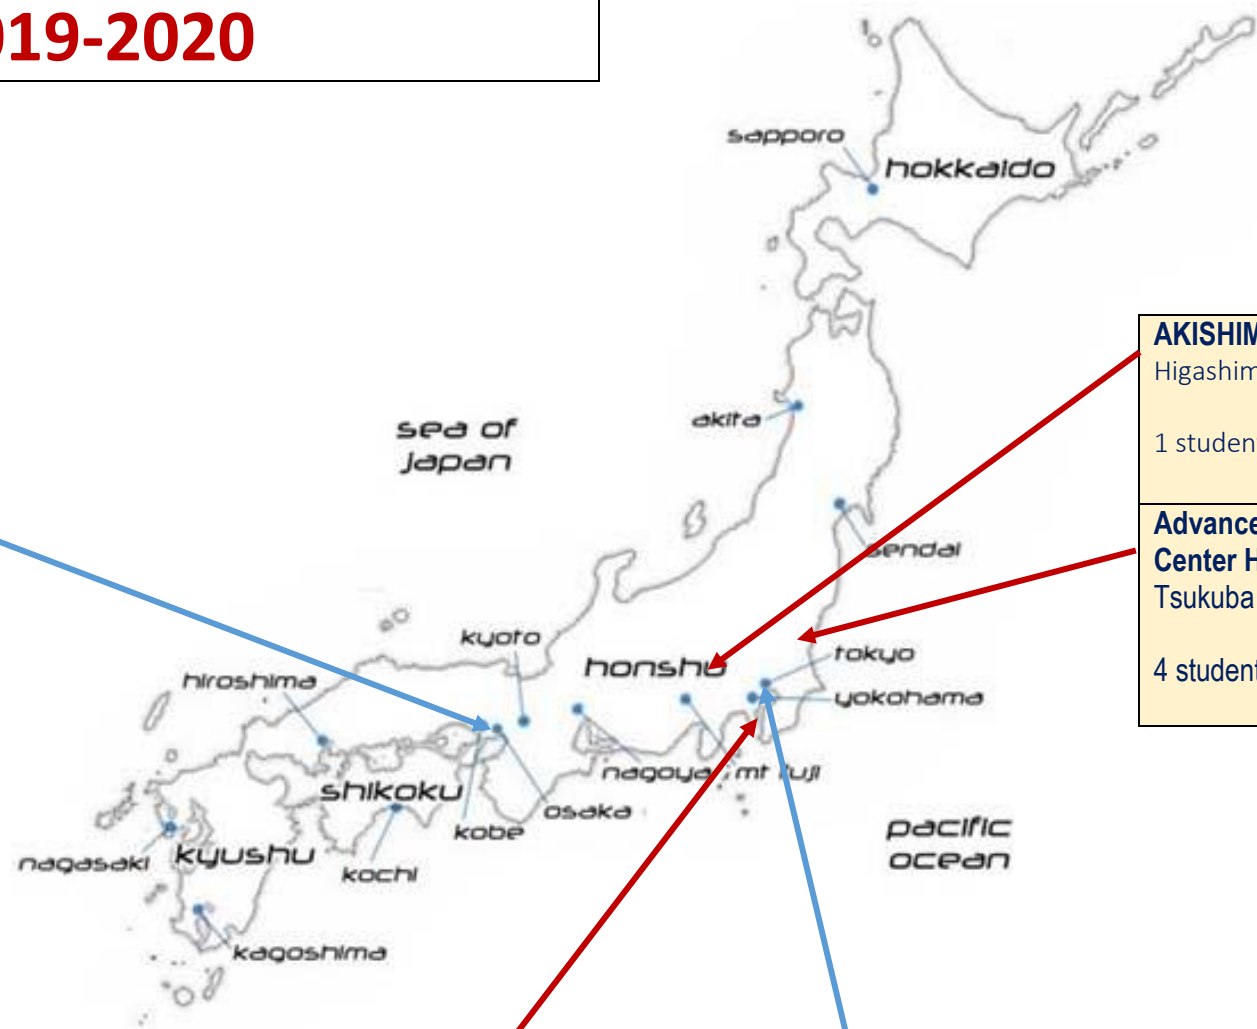 019-2020
sapporo
hokkaido
AKISHIM
Higashim
1 studen
akita
sea of
japan
sendai
Advance
Center H
Tsukuba
4 student
kyoto
honshu
tokyo
hiroshima
yokohama
nagoya
mt fuji
shikoku
osaka
kobe
pacific
ocean
nagasaki
kyushu
kochi
kagoshima